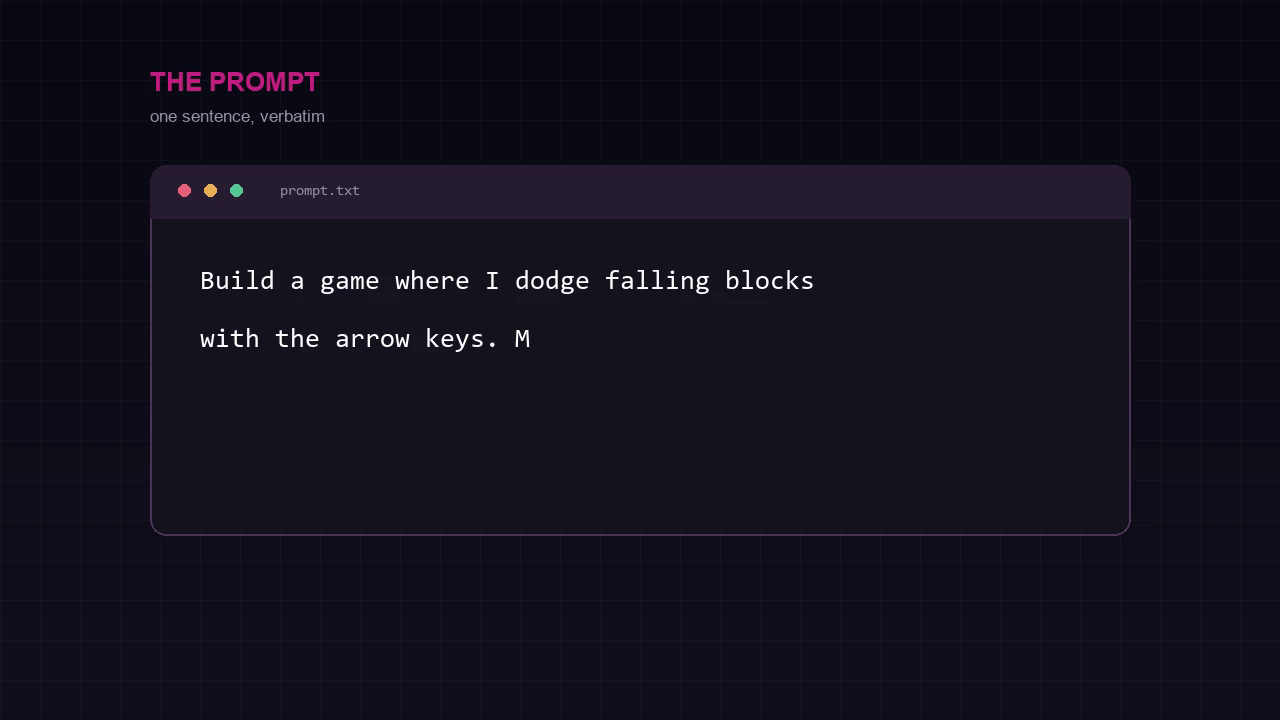 THE PROMPT
one sentence, verbatim
prompt.txt
Build a game where I dodge falling blocks
with the arrow keys. M